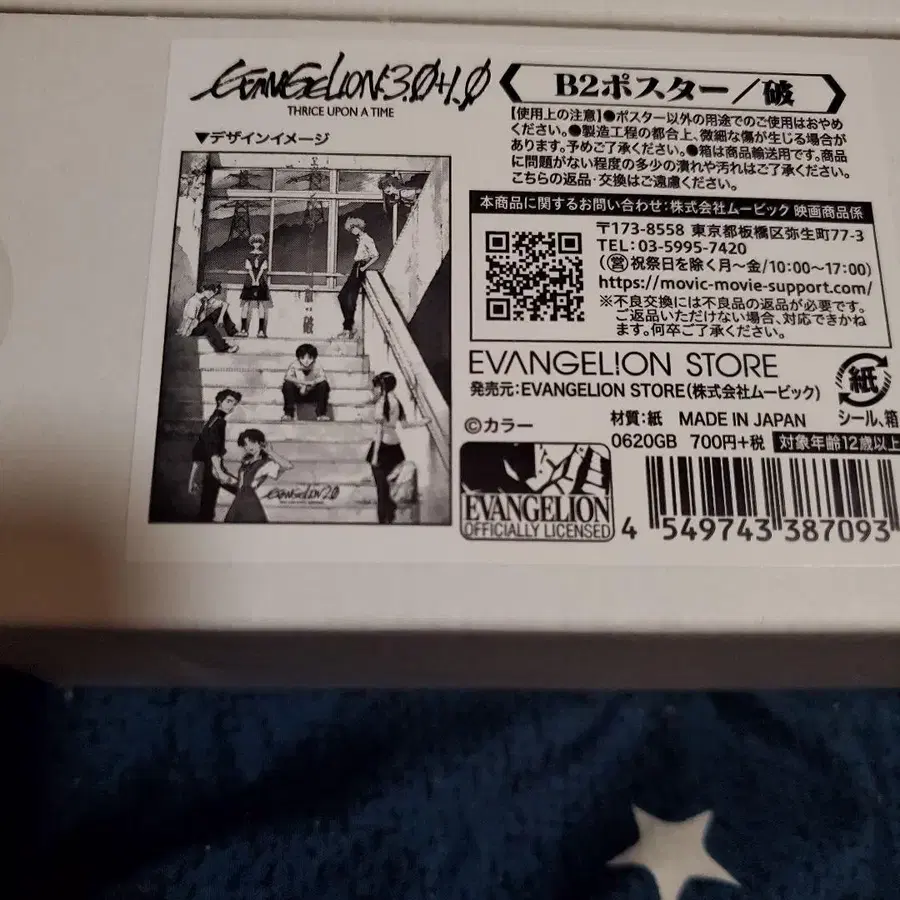 EVANGELION:3.0+1.0
THRICE UPON A TIME
▼デザインイメージ
破
EVANGELION 2.0
B2ポスター/破
【使用上の注意】●ポスター以外の用途でのご使用はおやめ
ください。●製造工程の都合上、微細な傷が生じる場合が
あります。予めご了承ください。●箱は商品輸送用です。商品
に問題がない程度の多少の潰れや汚れはご了承ください。
こちらの返品・交換はご遠慮ください。
本商品に関するお問い合わせ:株式会社ムービック 映画商品係
〒173-8558 東京都板橋区弥生町77-3
TEL:03-5995-7420
(営祝祭日を除く月〜金/10:00〜17:00)
https://movic-movie-support.com/
※不良交換には不良品の返品が必要です。
ご返品いただけない場合、対応できかね
ます。何卒ご了承ください。
EVANGELION STORE
発売元:EVANGELION STORE(株式会社ムービック)
紙
シール、箱
©カラー
材質:紙 MADE IN JAPAN
0620GB 700円+税 対象年齢12歳以上
EVANGELION
OFFICIALLY LICENSED
4 549743 387093